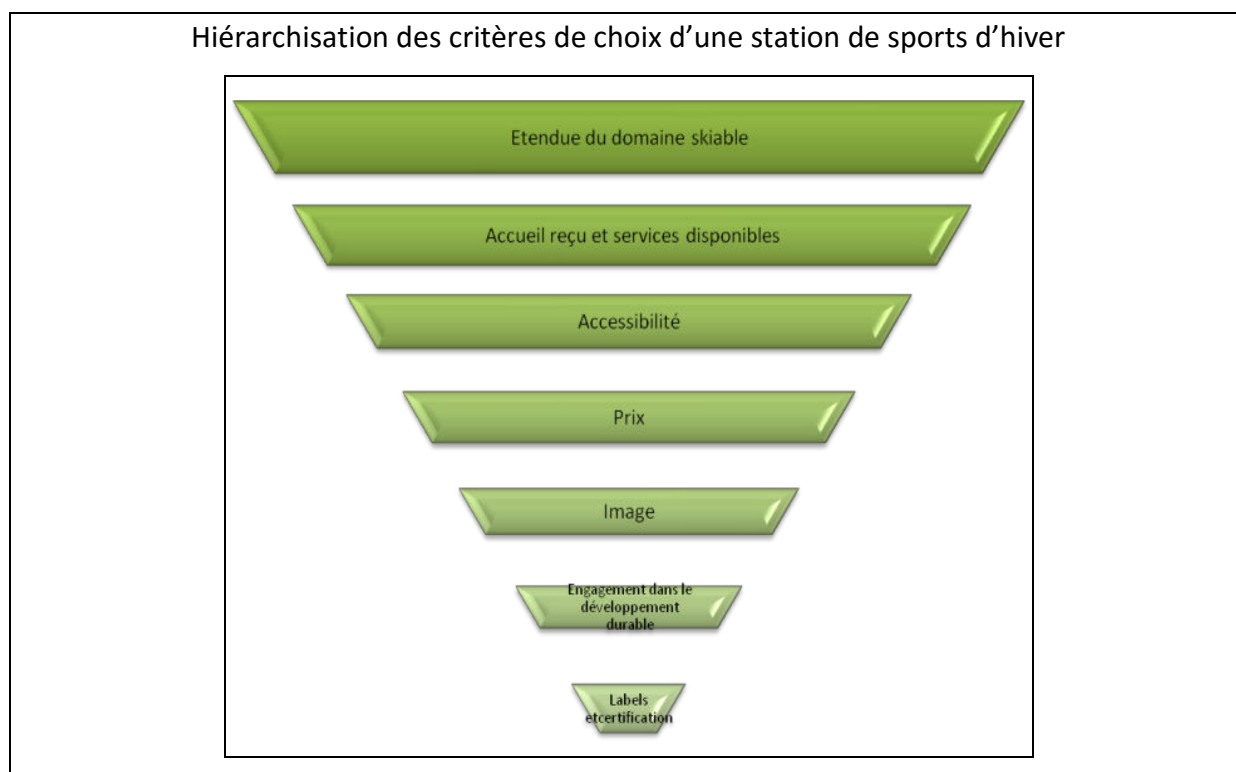 Hiérarchisation des critères de choix d’une station de sports d’hiver
Etendue du domaine skiable
Accueil reçu et services disponibles
Accessibilité
Prix
Image
Engagement dans le
développement
durable
Labels
etcertification